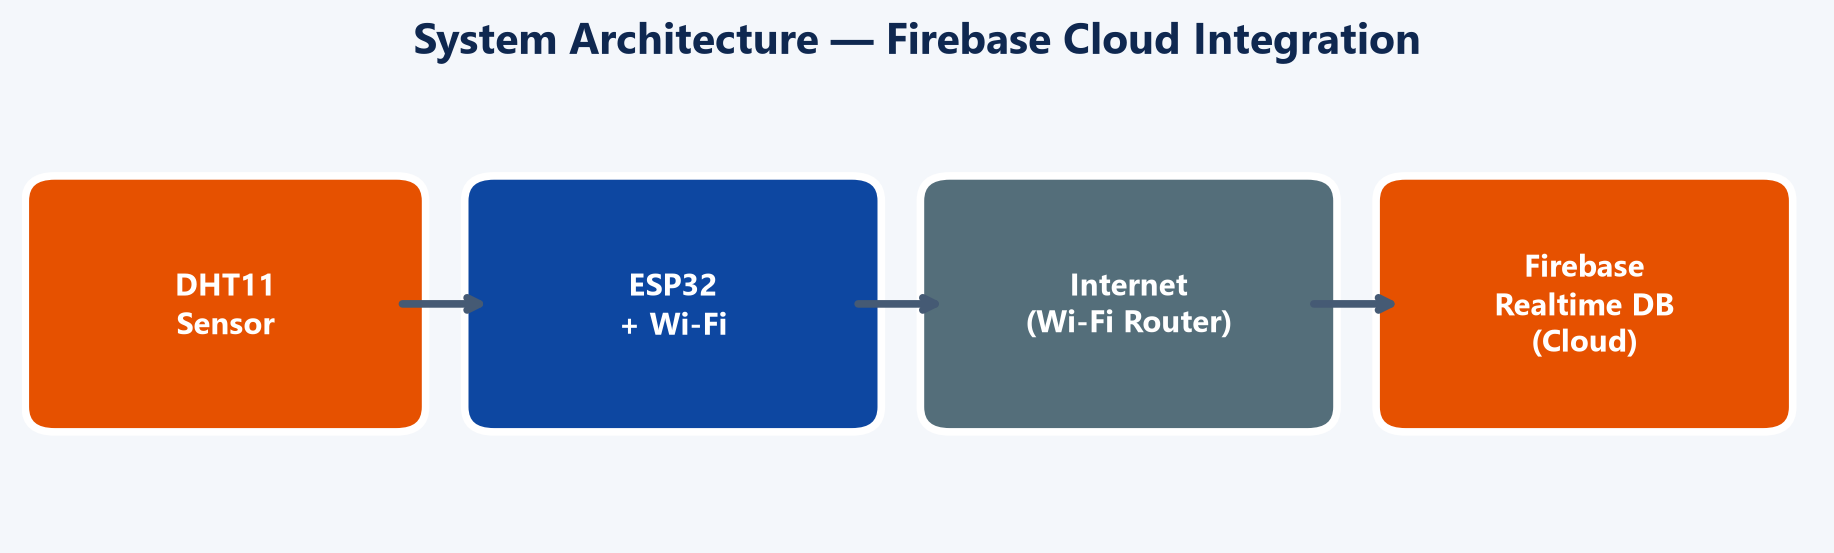 System Architecture — Firebase Cloud Integration
DHT11
Sensor
ESP32
+ Wi-Fi
Internet
(Wi-Fi Router)
Firebase
Realtime DB
(Cloud)